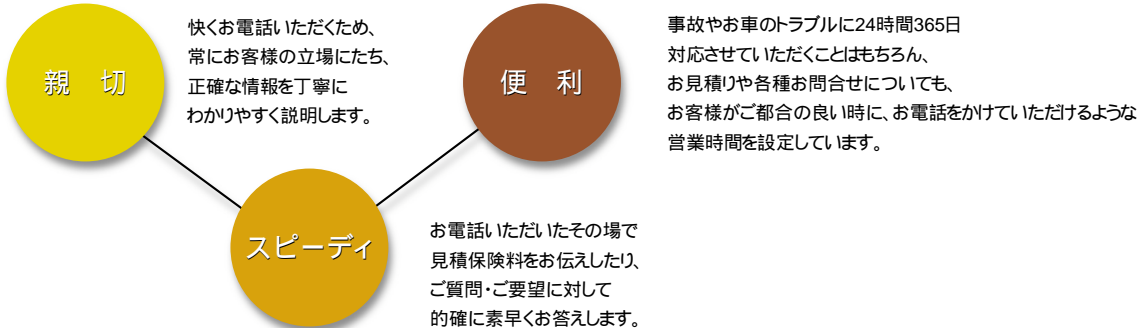 親　切
快くお電話いただくため、
常にお客様の立場にたち、
正確な情報を丁寧に
わかりやすく説明します。
便　利
事故やお車のトラブルに24時間365日
対応させていただくことはもちろん、
お見積りや各種お問合せについても、
お客様がご都合の良い時に、お電話をかけていただけるような
営業時間を設定しています。
スピーディ
お電話いただいたその場で
見積保険料をお伝えしたり、
ご質問・ご要望に対して
的確に素早くお答えします。